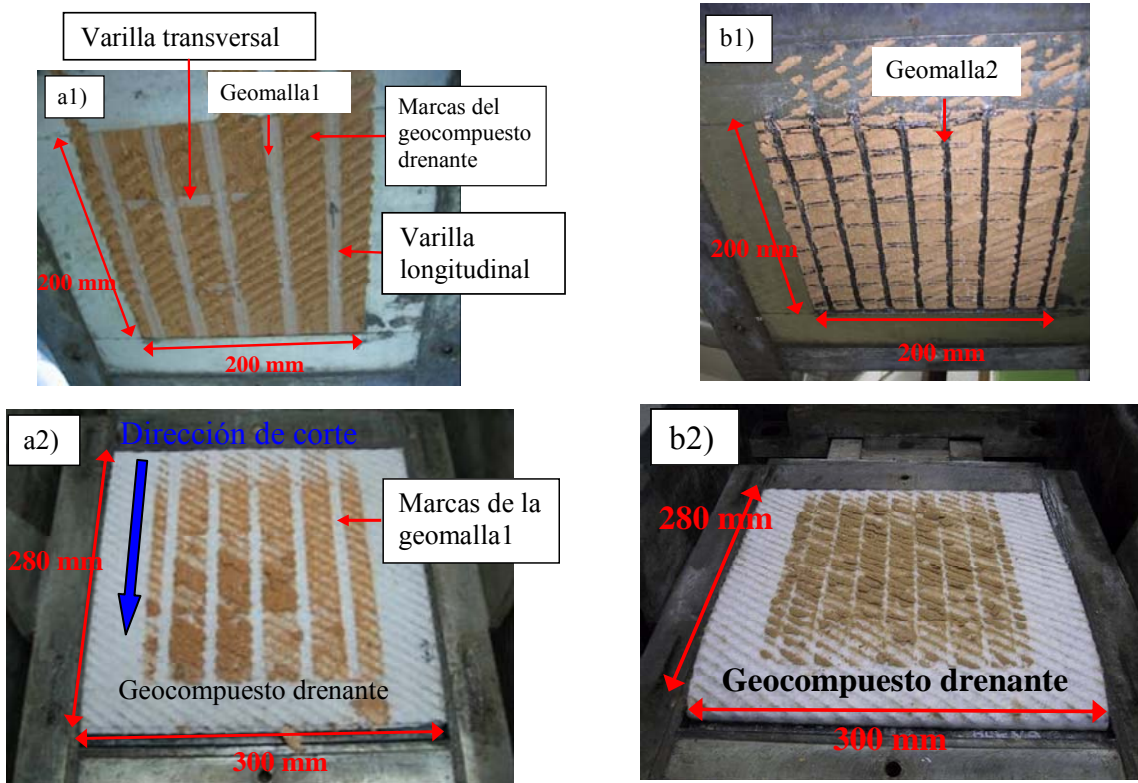 Varilla transversal
a1)
Geomalla1
Marcas del
geocompuesto
drenante
Varilla
longitudinal
200 mm
200 mm
b1)
Geomalla2
200 mm
200 mm
a2)
Dirección de corte
Marcas de la
geomalla1
280 mm
Geocompuesto drenante
300 mm
b2)
280 mm
Geocompuesto drenante
300 mm